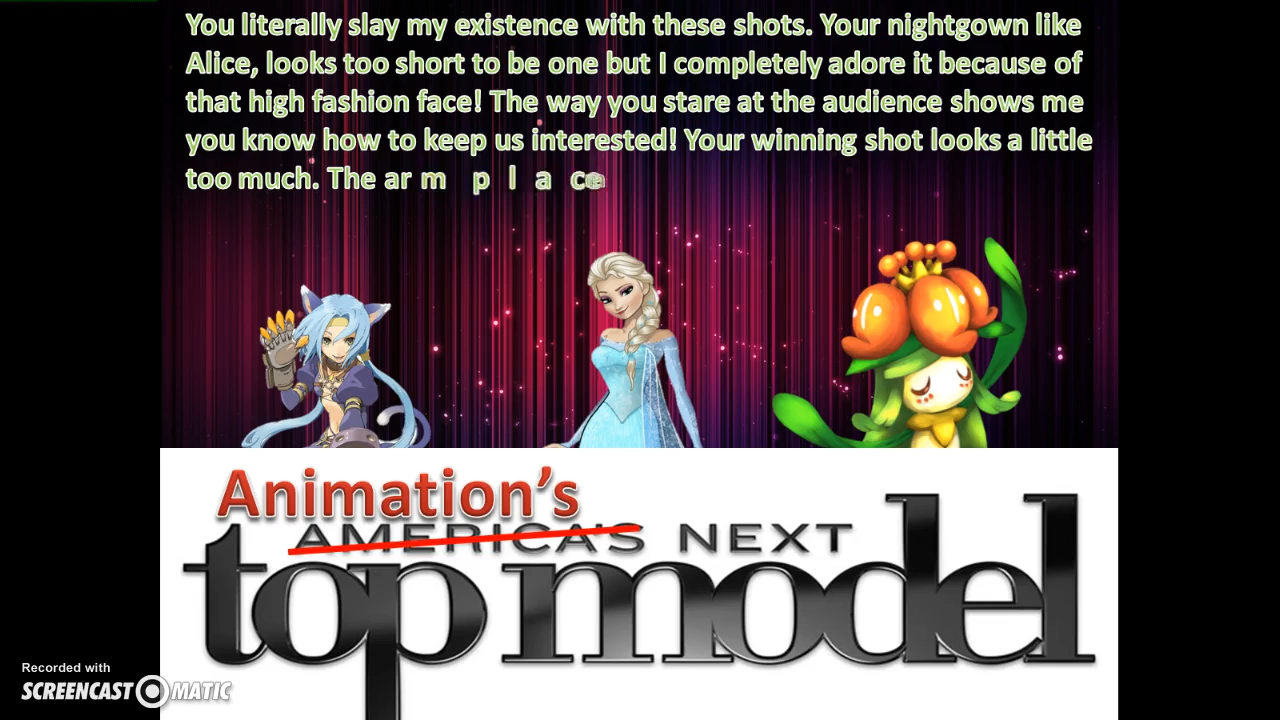 You literally slay my existence with these shots. Your nightgown like
Alice, looks too short to be one but I completely adore it because of
that high fashion face! The way you stare at the audience shows me
you know how to keep us interested! Your winning shot looks a little
too much. The arm place
Animation's
AMERICA'S NEXT
top model
Recorded with
SCREENCAST MATIC